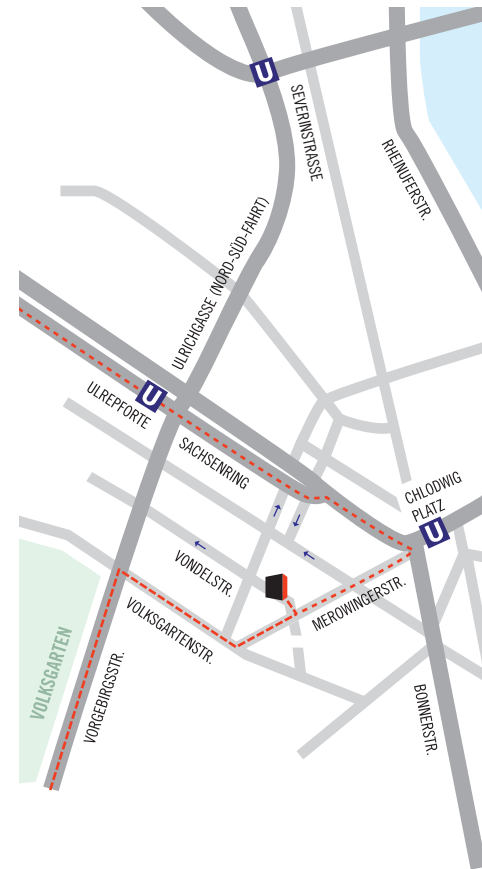 U
SEVERINSTRASSE
RHEINUFERSTR.
ULRICHGASSE (NORD-SÜD-FAHRT)
U
ULREPFORTE
SACHSENRING
CHLODWIG
PLATZ
U
VONDELSTR.
MEROWINGERSTR.
VOLKSGARTENSTR.
VOLKSGARTEN
VORGEBIRGSSTR.
BONNERSTR.